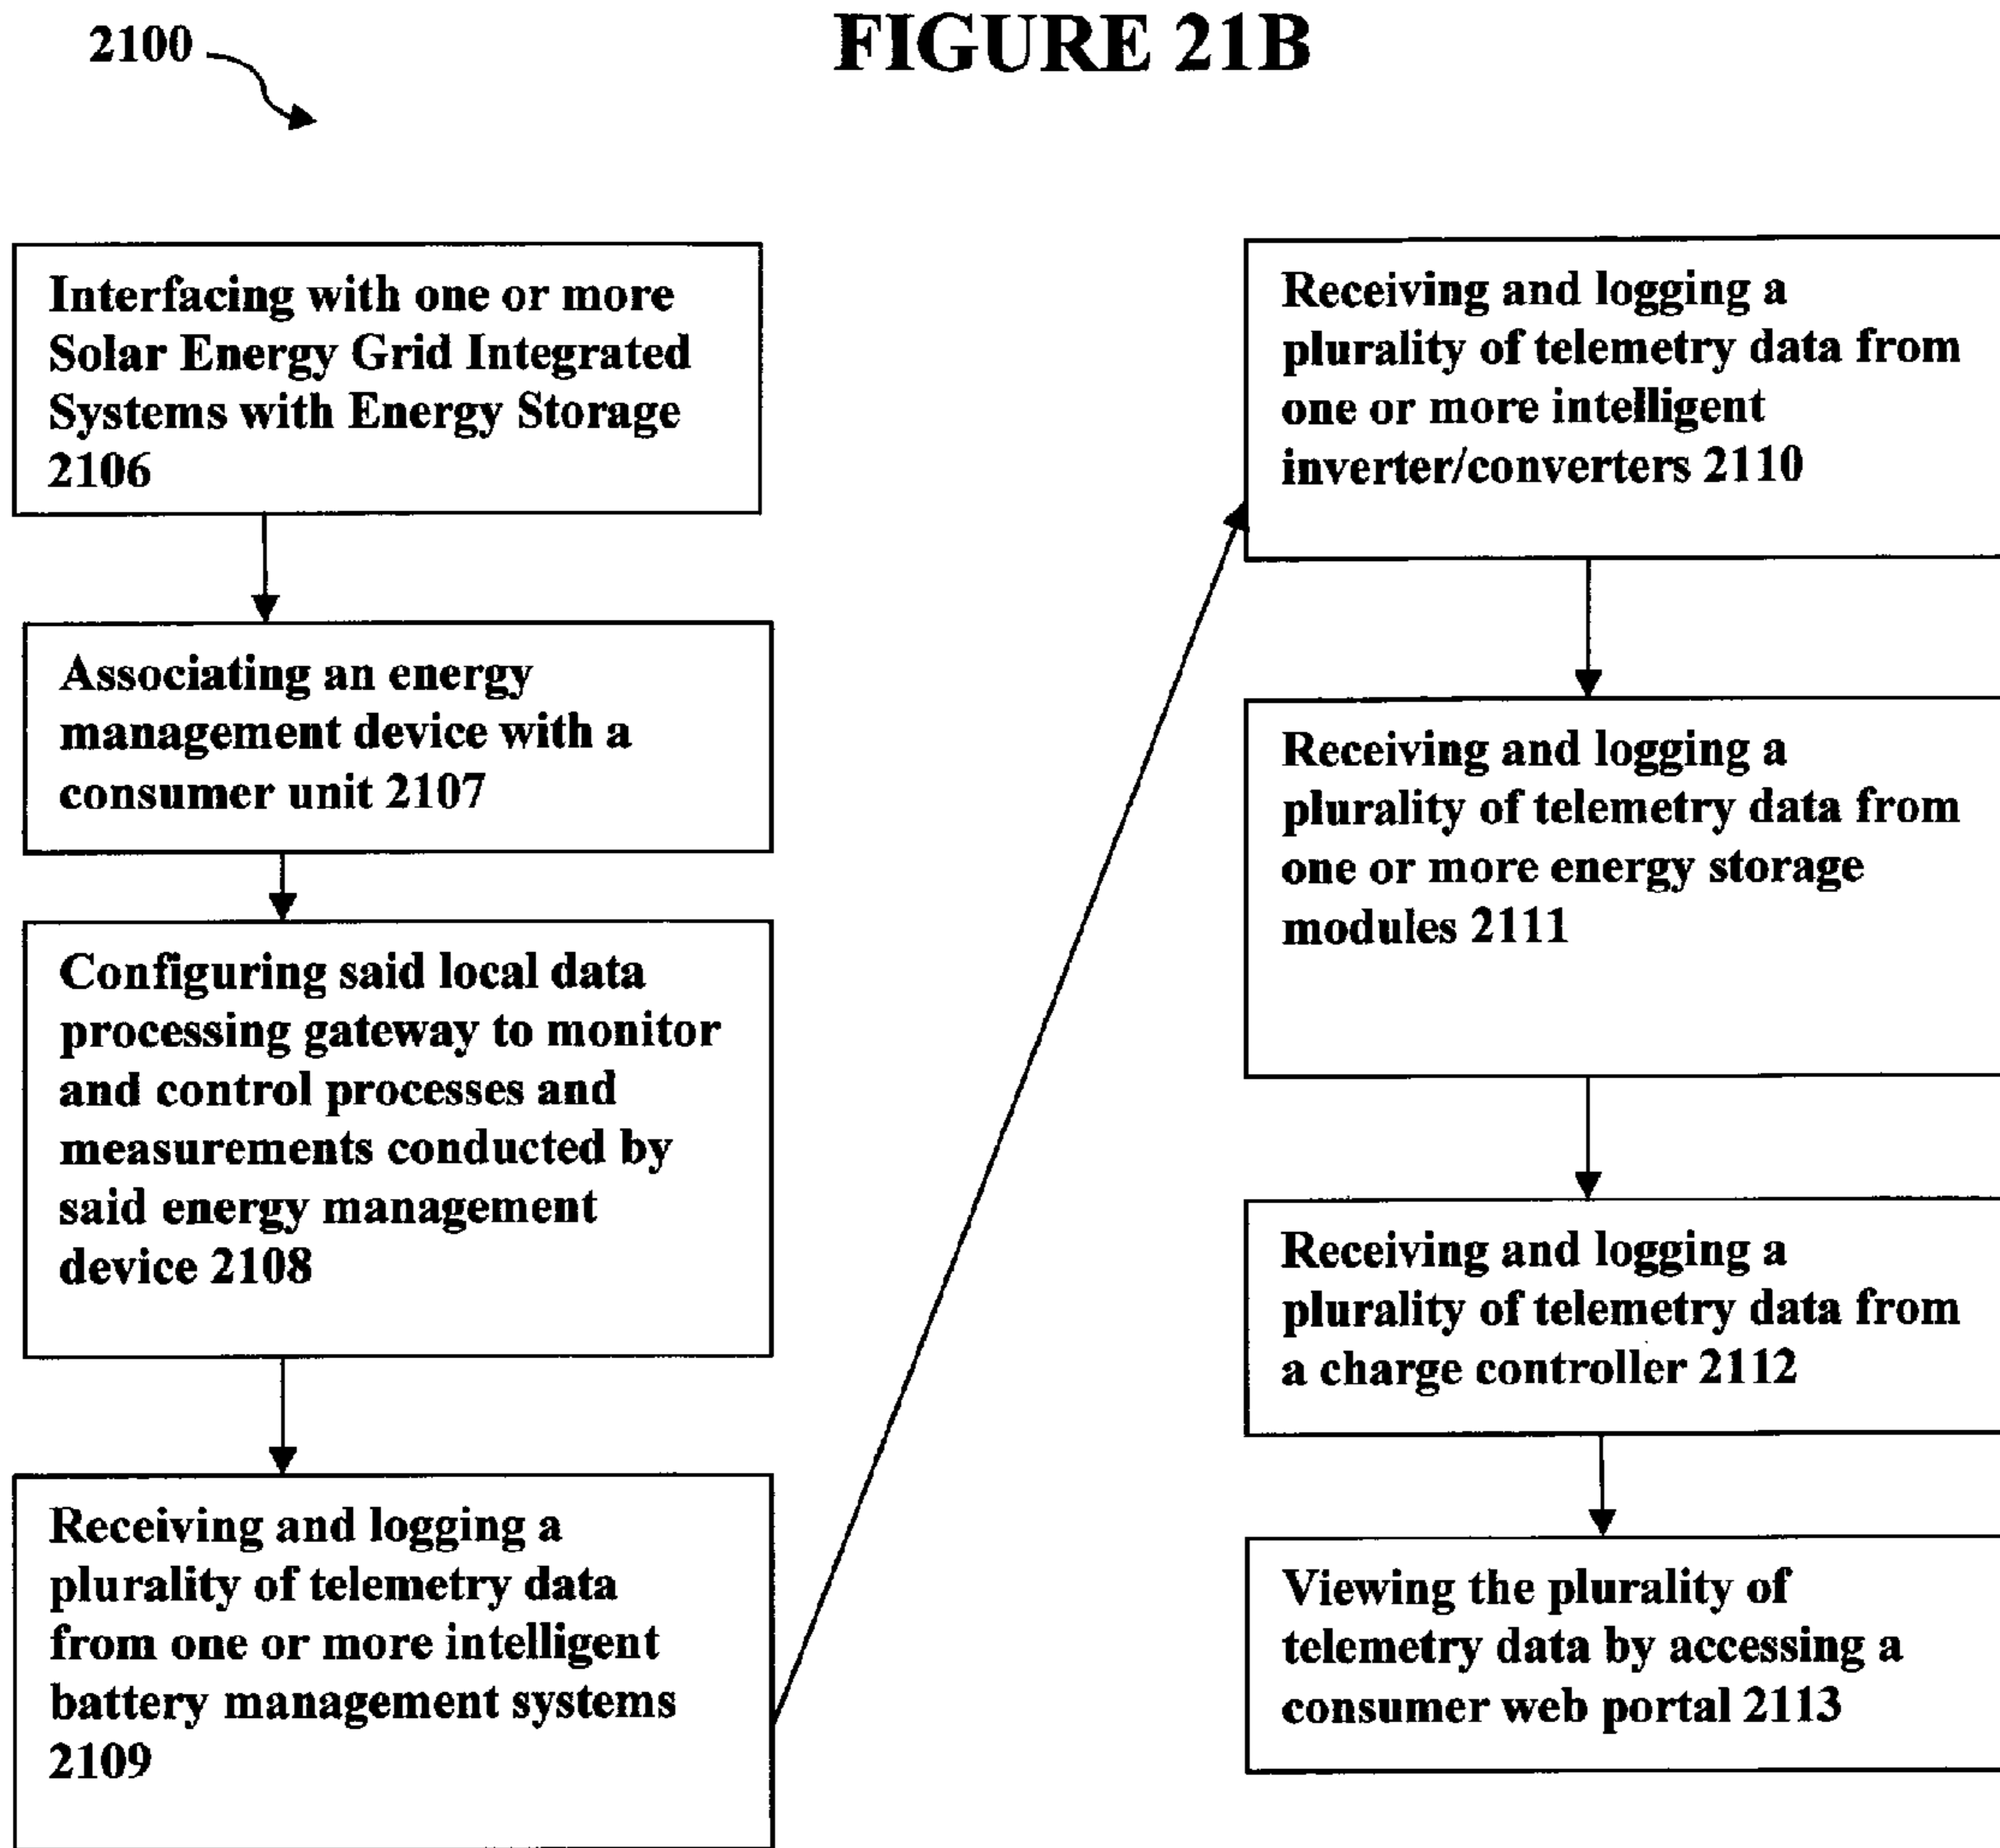 2100
FIGURE 21B
Interfacing with one or more
Solar Energy Grid Integrated
Systems with Energy Storage
2106
Associating an energy
management device with a
consumer unit 2107
Configuring said local data
processing gateway to monitor
and control processes and
measurements conducted by
said energy management
device 2108
Receiving and logging a
plurality of telemetry data
from one or more intelligent
battery management systems
2109
Receiving and logging a
plurality of telemetry data from
one or more intelligent
inverter/converters 2110
Receiving and logging a
plurality of telemetry data from
one or more energy storage
modules 2111
Receiving and logging a
plurality of telemetry data from
a charge controller 2112
Viewing the plurality of
telemetry data by accessing a
consumer web portal 2113